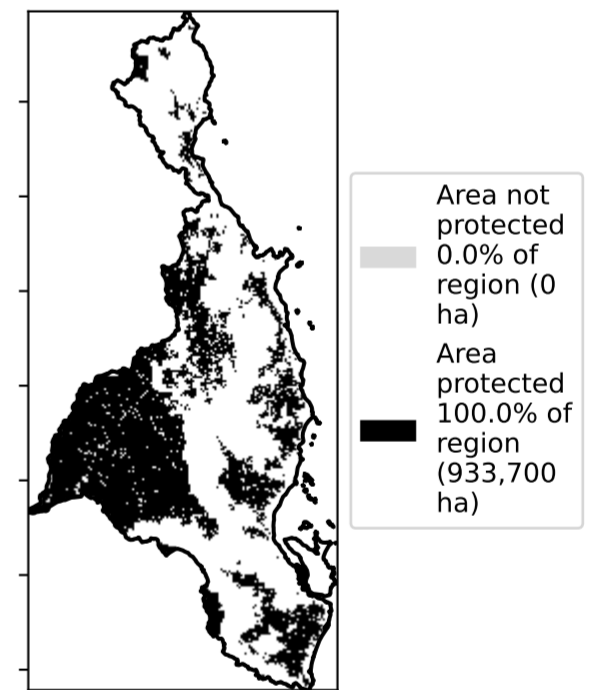 Area not
protected
0.0% of
region (0
ha)
Area
protected
100.0% of
region
(933,700
ha)